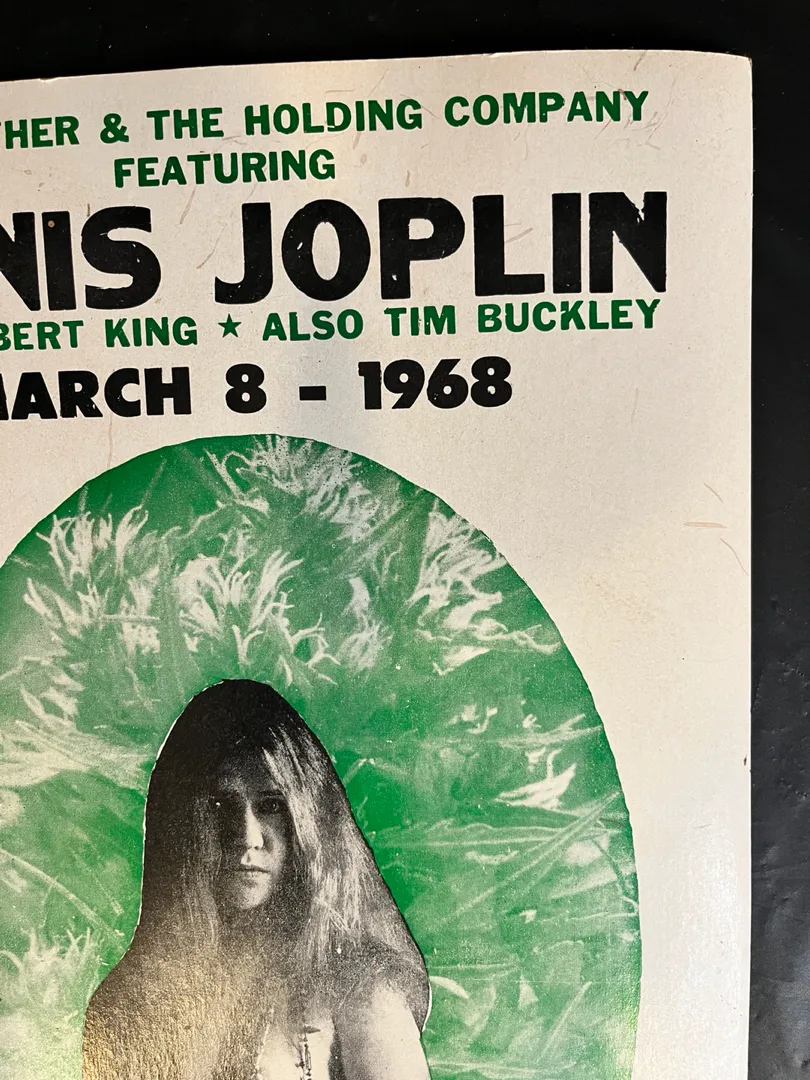 THER & THE HOLDING COMPANY
FEATURING
NIS JOPLIN
BERT KING ★ ALSO TIM BUCKLEY
MARCH 8 - 1968